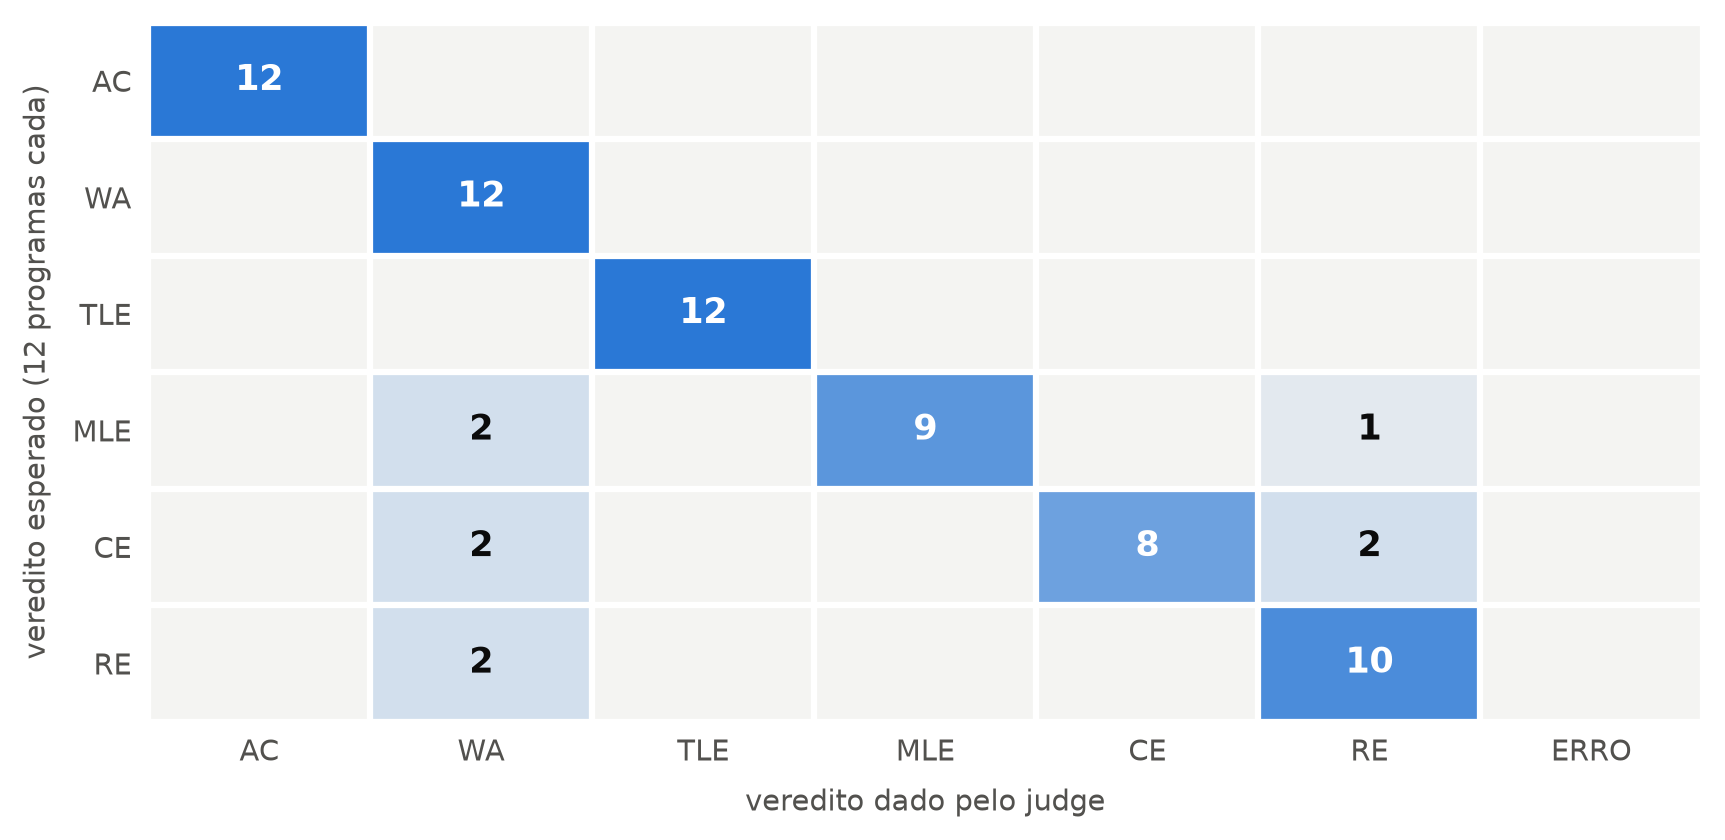 veredito esperado (12 programas cada)
AC 12
WA 12
TLE 12
MLE 2 9 1
CE 2 8 2
RE 2 10
AC WA TLE MLE CE RE ERRO
veredito dado pelo judge